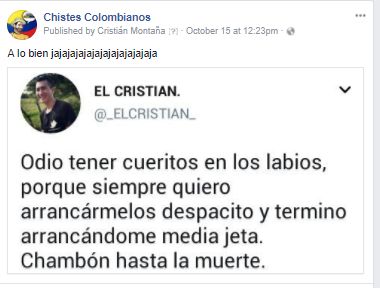 Chistes Colombianos
Published by Cristián Montaña [?] · October 15 at 12:23pm ·
A lo bien jajajajajajajajajajajajaja
EL CRISTIAN.
@_ELCRISTIAN_
Odio tener cueritos en los labios,
porque siempre quiero
arrancármelos despacito y termino
arrancándome media jeta.
Chambón hasta la muerte.